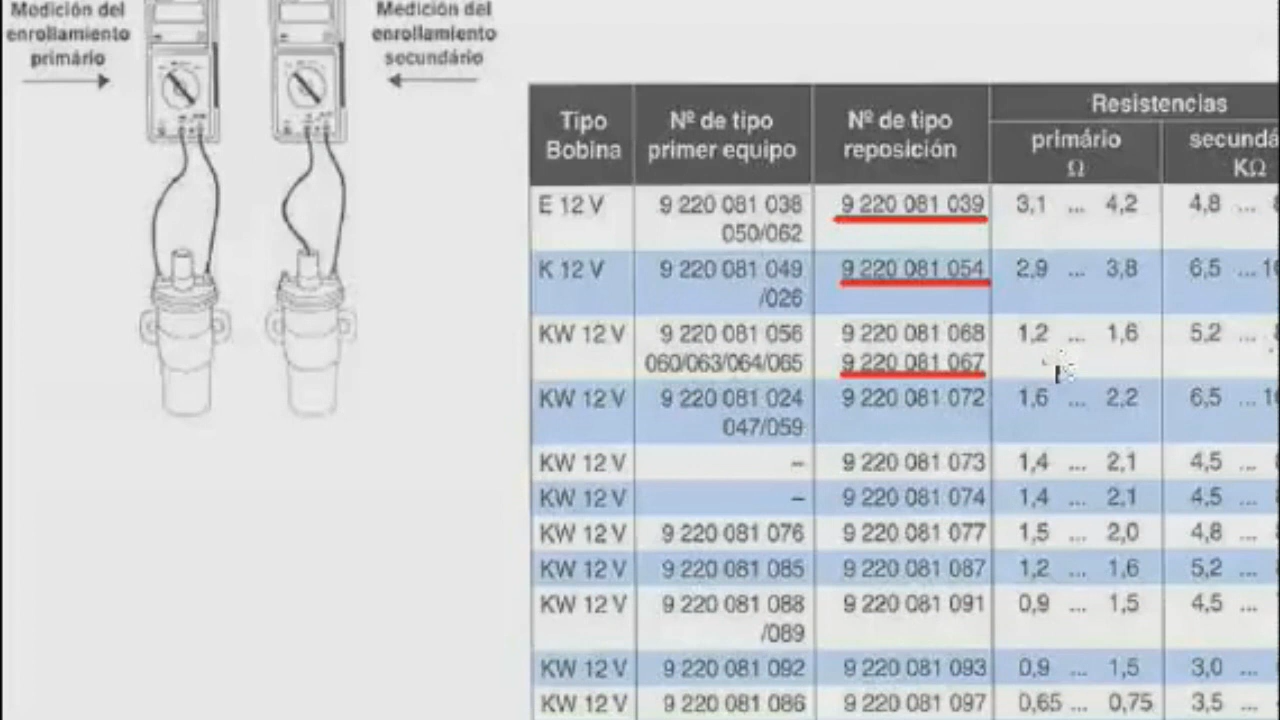 Medición del
enrollamiento
primário
Medición del
enrollamiento
secundário
Tipo
Bobina
Nº de tipo
primer equipo
Nº de tipo
reposición
Resistencias
primário
Ω
secundá
KΩ
E 12 V 9 220 081 038 9 220 081 039 3,1 ... 4,2 4,8 ...
050/062
K 12 V 9 220 081 049 9 220 081 054 2,9 ... 3,8 6,5 ...1
/026
KW 12 V 9 220 081 056 9 220 081 068 1,2 ... 1,6 5,2 ...
060/063/064/065 9 220 081 067
KW 12 V 9 220 081 024 9 220 081 072 1,6 ... 2,2 6,5 ...1
047/059
KW 12 V – 9 220 081 073 1,4 ... 2,1 4,5 ...
KW 12 V – 9 220 081 074 1,4 ... 2,1 4,5 ...
KW 12 V 9 220 081 076 9 220 081 077 1,5 ... 2,0 4,8 ...
KW 12 V 9 220 081 085 9 220 081 087 1,2 ... 1,6 5,2 ...
KW 12 V 9 220 081 088 9 220 081 091 0,9 ... 1,5 4,5 ...
/089
KW 12 V 9 220 081 092 9 220 081 093 0,9 ... 1,5 3,0 ...
KW 12 V 9 220 081 086 9 220 081 097 0,65 ... 0,75 3,5 ...